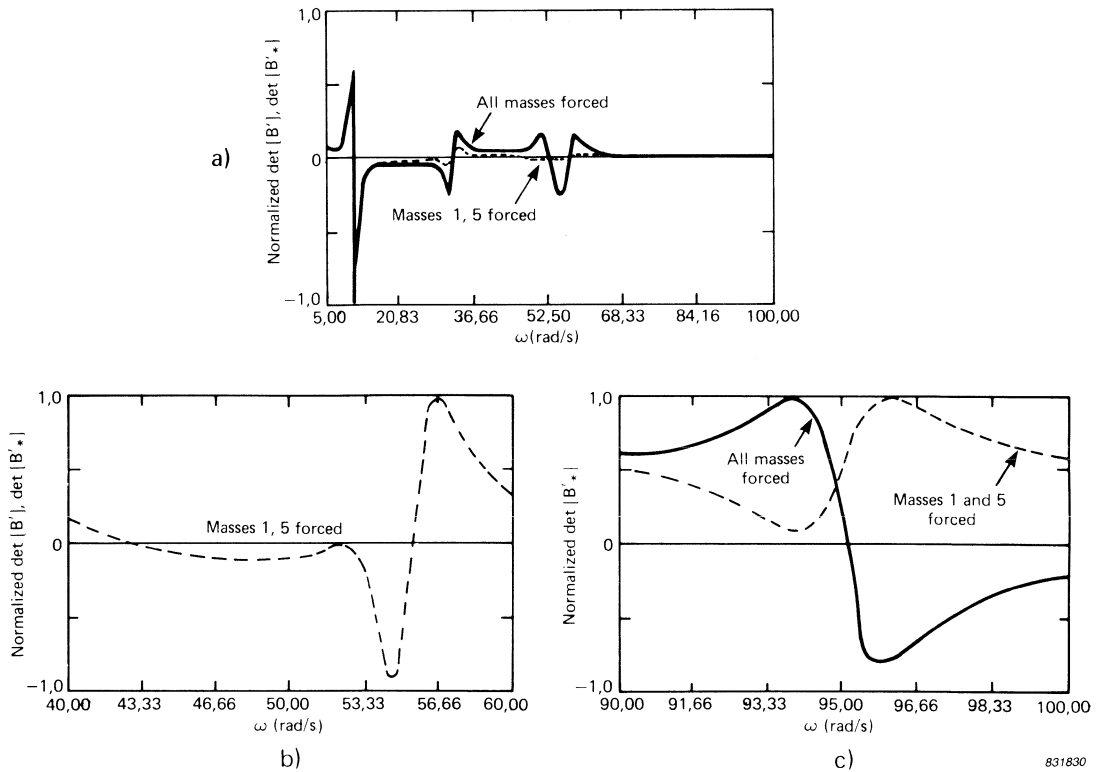 1,0
Normalized det |B'|, det |B'*|
All masses forced
a)
0
Masses 1, 5 forced
−1,0
5,00 20,83 36,66 52,50 68,33 84,16 100,00
ω(rad/s)
1,0
Normalized det |B'|, det |B'*|
Masses 1, 5 forced
0
−1,0
40,00 43,33 46,66 50,00 53,33 56,66 60,00
ω (rad/s)
b)
1,0
Normalized det |B'*|
All masses
forced
Masses 1 and 5
forced
0
−1,0
90,00 91,66 93,33 95,00 96,66 98,33 100,00
ω (rad/s)
c)
831830